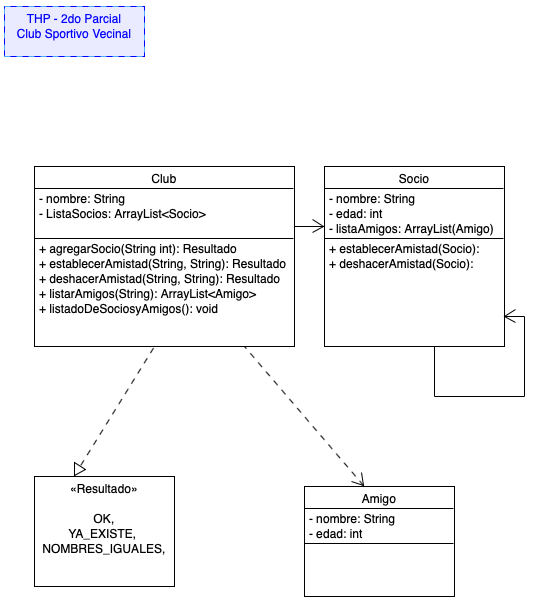 THP - 2do Parcial
Club Sportivo Vecinal
Club
- nombre: String
- ListaSocios: ArrayList<Socio>
+ agregarSocio(String int): Resultado
+ establecerAmistad(String, String): Resultado
+ deshacerAmistad(String, String): Resultado
+ listarAmigos(String): ArrayList<Amigo>
+ listadoDeSociosyAmigos(): void
Socio
- nombre: String
- edad: int
- listaAmigos: ArrayList(Amigo)
+ establecerAmistad(Socio):
+ deshacerAmistad(Socio):
«Resultado»
OK,
YA_EXISTE,
NOMBRES_IGUALES,
Amigo
- nombre: String
- edad: int